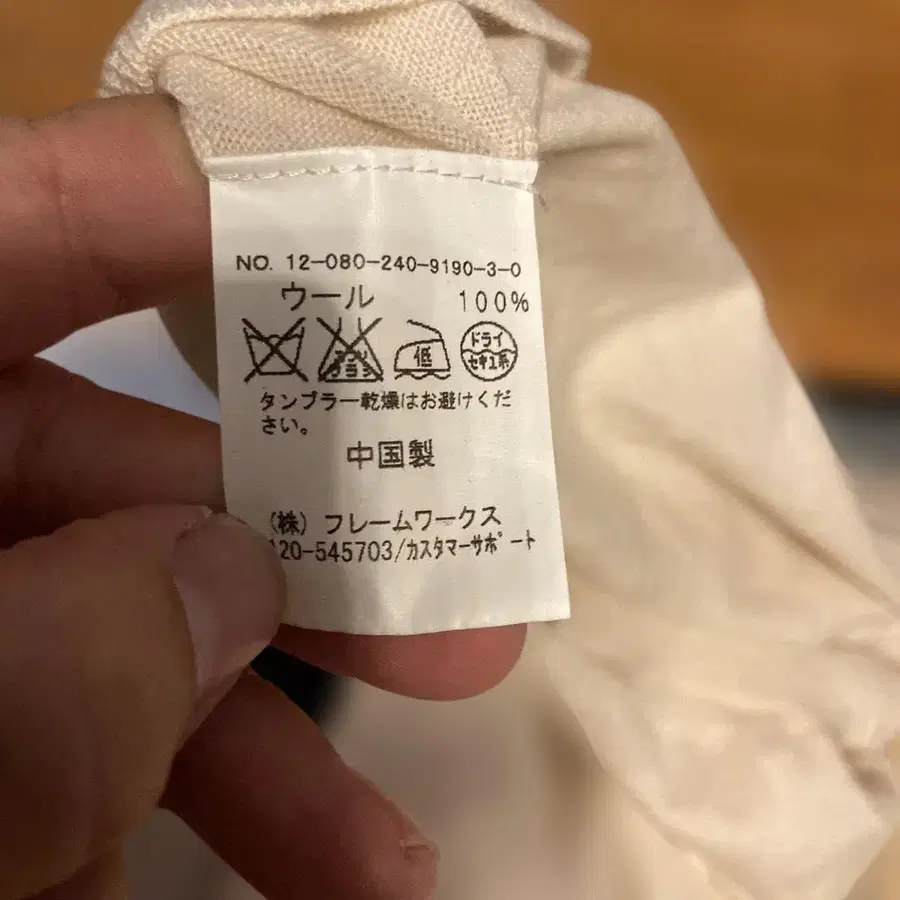 NO. 12-080-240-9190-3-0
ウール 100%
低 ドライ
セキユ系
タンブラー乾燥はお避けくだ
さい。
中国製
(株) フレームワークス
20-545703/カスタマーサポート